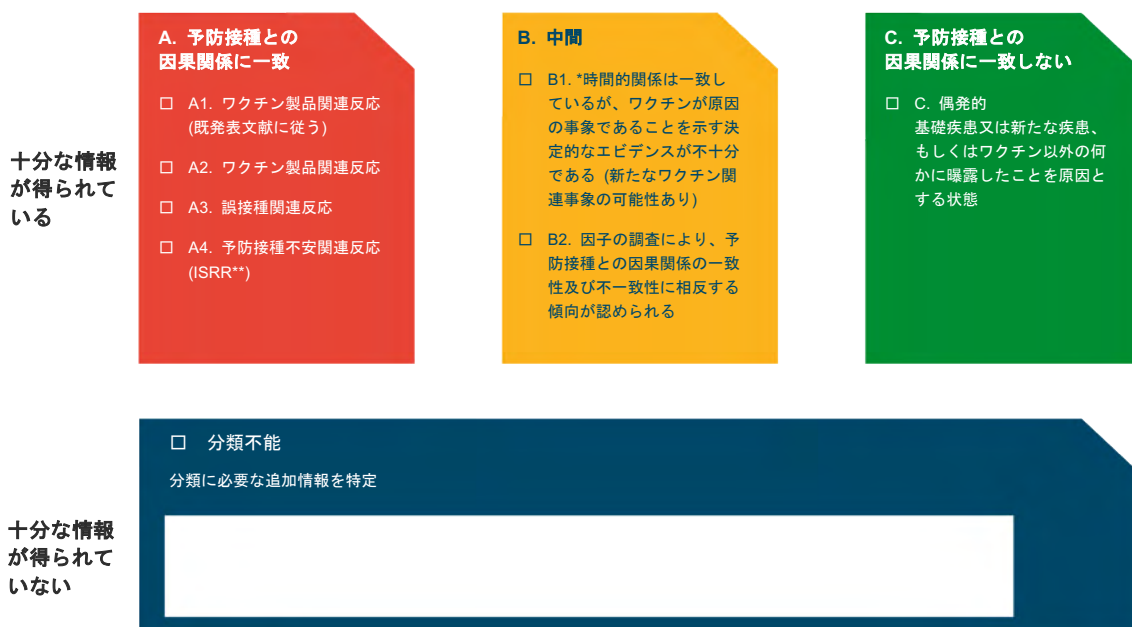 十分な情報
が得られて
いる
A. 予防接種との
因果関係に一致
□ A1. ワクチン製品関連反応
(既発表文献に従う)
□ A2. ワクチン製品関連反応
□ A3. 誤接種関連反応
□ A4. 予防接種不安関連反応
(ISRR**)
B. 中間
□ B1. *時間的関係は一致し
ているが、ワクチンが原因
の事象であることを示す決
定的なエビデンスが不十分
である (新たなワクチン関
連事象の可能性あり)
□ B2. 因子の調査により、予
防接種との因果関係の一致
性及び不一致性に相反する
傾向が認められる
C. 予防接種との
因果関係に一致しない
□ C. 偶発的
基礎疾患又は新たな疾患、
もしくはワクチン以外の何
かに曝露したことを原因と
する状態
十分な情報
が得られて
いない
□ 分類不能
分類に必要な追加情報を特定